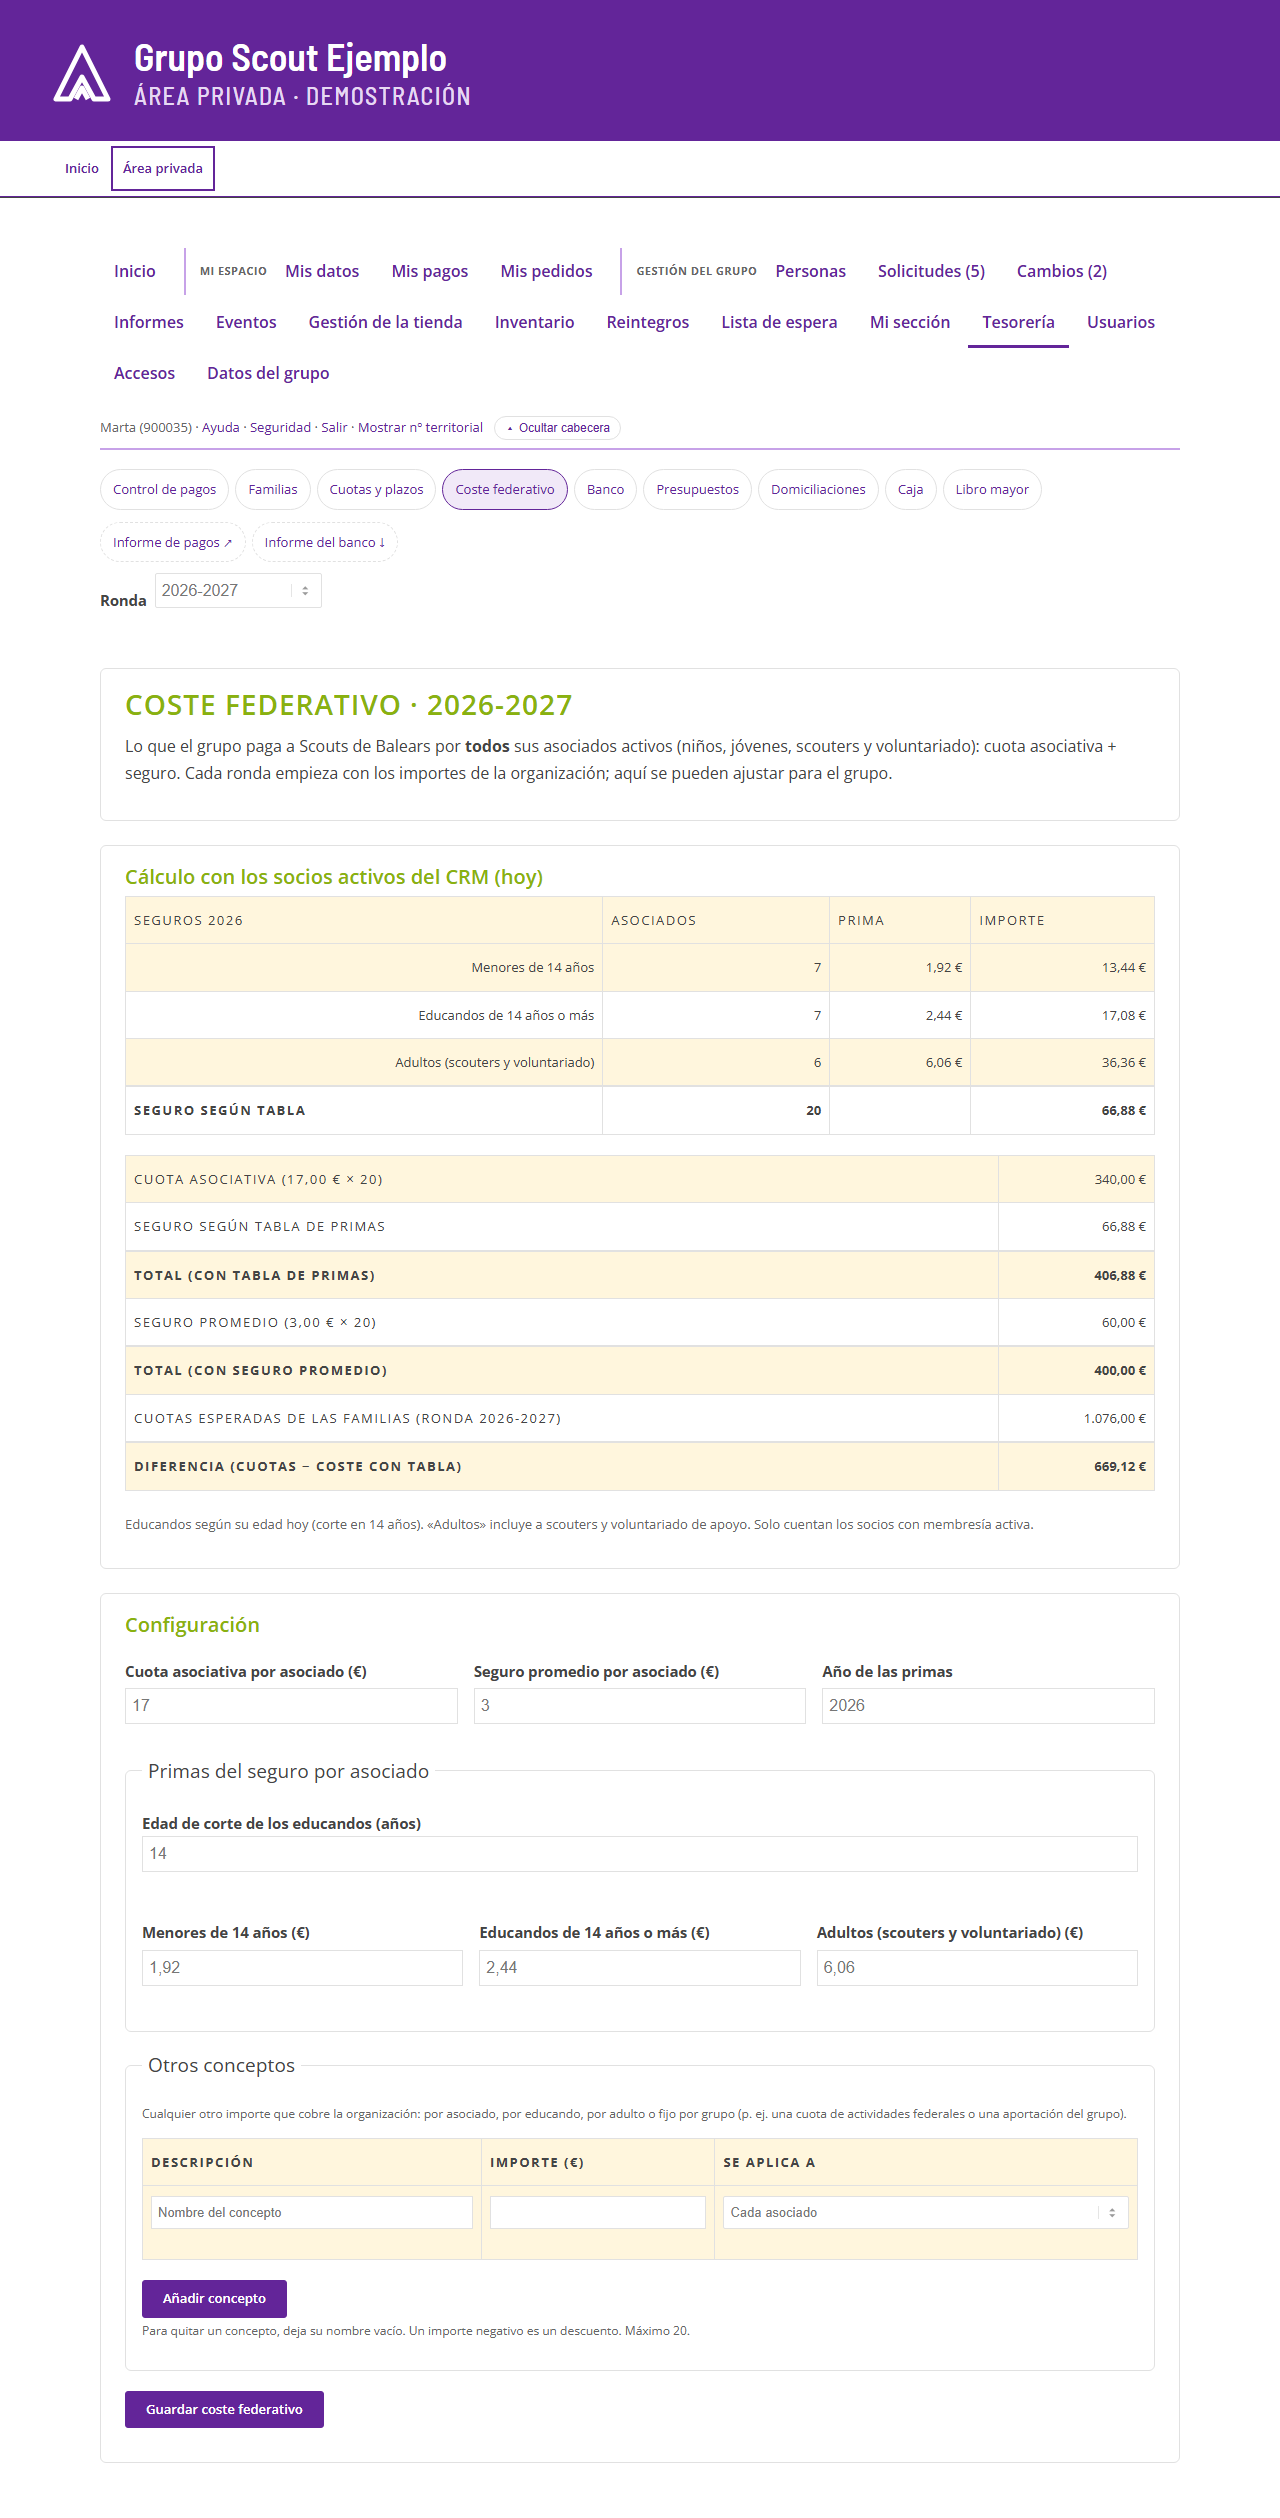 Grupo Scout Ejemplo
ÁREA PRIVADA · DEMOSTRACIÓN
Inicio Área privada
Inicio MI ESPACIO Mis datos Mis pagos Mis pedidos GESTIÓN DEL GRUPO Personas Solicitudes (5) Cambios (2)
Informes Eventos Gestión de la tienda Inventario Reintegros Lista de espera Mi sección Tesorería Usuarios
Accesos Datos del grupo
Marta (900035) · Ayuda · Seguridad · Salir · Mostrar nº territorial ▲ Ocultar cabecera
Control de pagos Familias Cuotas y plazos Coste federativo Banco Presupuestos Domiciliaciones Caja Libro mayor
Informe de pagos ↗ Informe del banco ↓
Ronda 2026-2027
COSTE FEDERATIVO · 2026-2027
Lo que el grupo paga a Scouts de Balears por todos sus asociados activos (niños, jóvenes, scouters y voluntariado): cuota asociativa +
seguro. Cada ronda empieza con los importes de la organización; aquí se pueden ajustar para el grupo.
Cálculo con los socios activos del CRM (hoy)
SEGUROS 2026 ASOCIADOS PRIMA IMPORTE
Menores de 14 años 7 1,92 € 13,44 €
Educandos de 14 años o más 7 2,44 € 17,08 €
Adultos (scouters y voluntariado) 6 6,06 € 36,36 €
SEGURO SEGÚN TABLA 20 66,88 €
CUOTA ASOCIATIVA (17,00 € × 20) 340,00 €
SEGURO SEGÚN TABLA DE PRIMAS 66,88 €
TOTAL (CON TABLA DE PRIMAS) 406,88 €
SEGURO PROMEDIO (3,00 € × 20) 60,00 €
TOTAL (CON SEGURO PROMEDIO) 400,00 €
CUOTAS ESPERADAS DE LAS FAMILIAS (RONDA 2026-2027) 1.076,00 €
DIFERENCIA (CUOTAS − COSTE CON TABLA) 669,12 €
Educandos según su edad hoy (corte en 14 años). «Adultos» incluye a scouters y voluntariado de apoyo. Solo cuentan los socios con membresía activa.
Configuración
Cuota asociativa por asociado (€) Seguro promedio por asociado (€) Año de las primas
17 3 2026
Primas del seguro por asociado
Edad de corte de los educandos (años)
14
Menores de 14 años (€) Educandos de 14 años o más (€) Adultos (scouters y voluntariado) (€)
1,92 2,44 6,06
Otros conceptos
Cualquier otro importe que cobre la organización: por asociado, por educando, por adulto o fijo por grupo (p. ej. una cuota de actividades federales o una aportación del grupo).
DESCRIPCIÓN IMPORTE (€) SE APLICA A
Nombre del concepto Cada asociado
Añadir concepto
Para quitar un concepto, deja su nombre vacío. Un importe negativo es un descuento. Máximo 20.
Guardar coste federativo